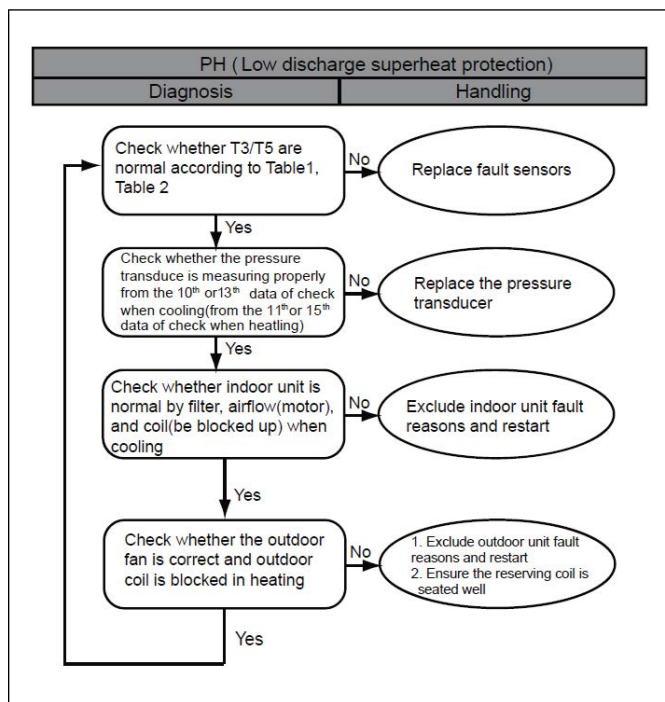 PH ( Low discharge superheat protection)
Diagnosis
Handling
Check whether T3/T5 are
normal according to Table1,
Table 2
No
Replace fault sensors
Yes
Check whether the pressure
transduce is measuring properly
from the 10th or13th data of check
when cooling(from the 11th or 15th
data of check when heatling)
No
Replace the pressure
transducer
Yes
Check whether indoor unit is
normal by filter, airflow(motor),
and coil(be blocked up) when
cooling
No
Exclude indoor unit fault
reasons and restart
Yes
Check whether the outdoor
fan is correct and outdoor
coil is blocked in heating
No
1. Exclude outdoor unit fault
reasons and restart
2. Ensure the reserving coil is
seated well
Yes